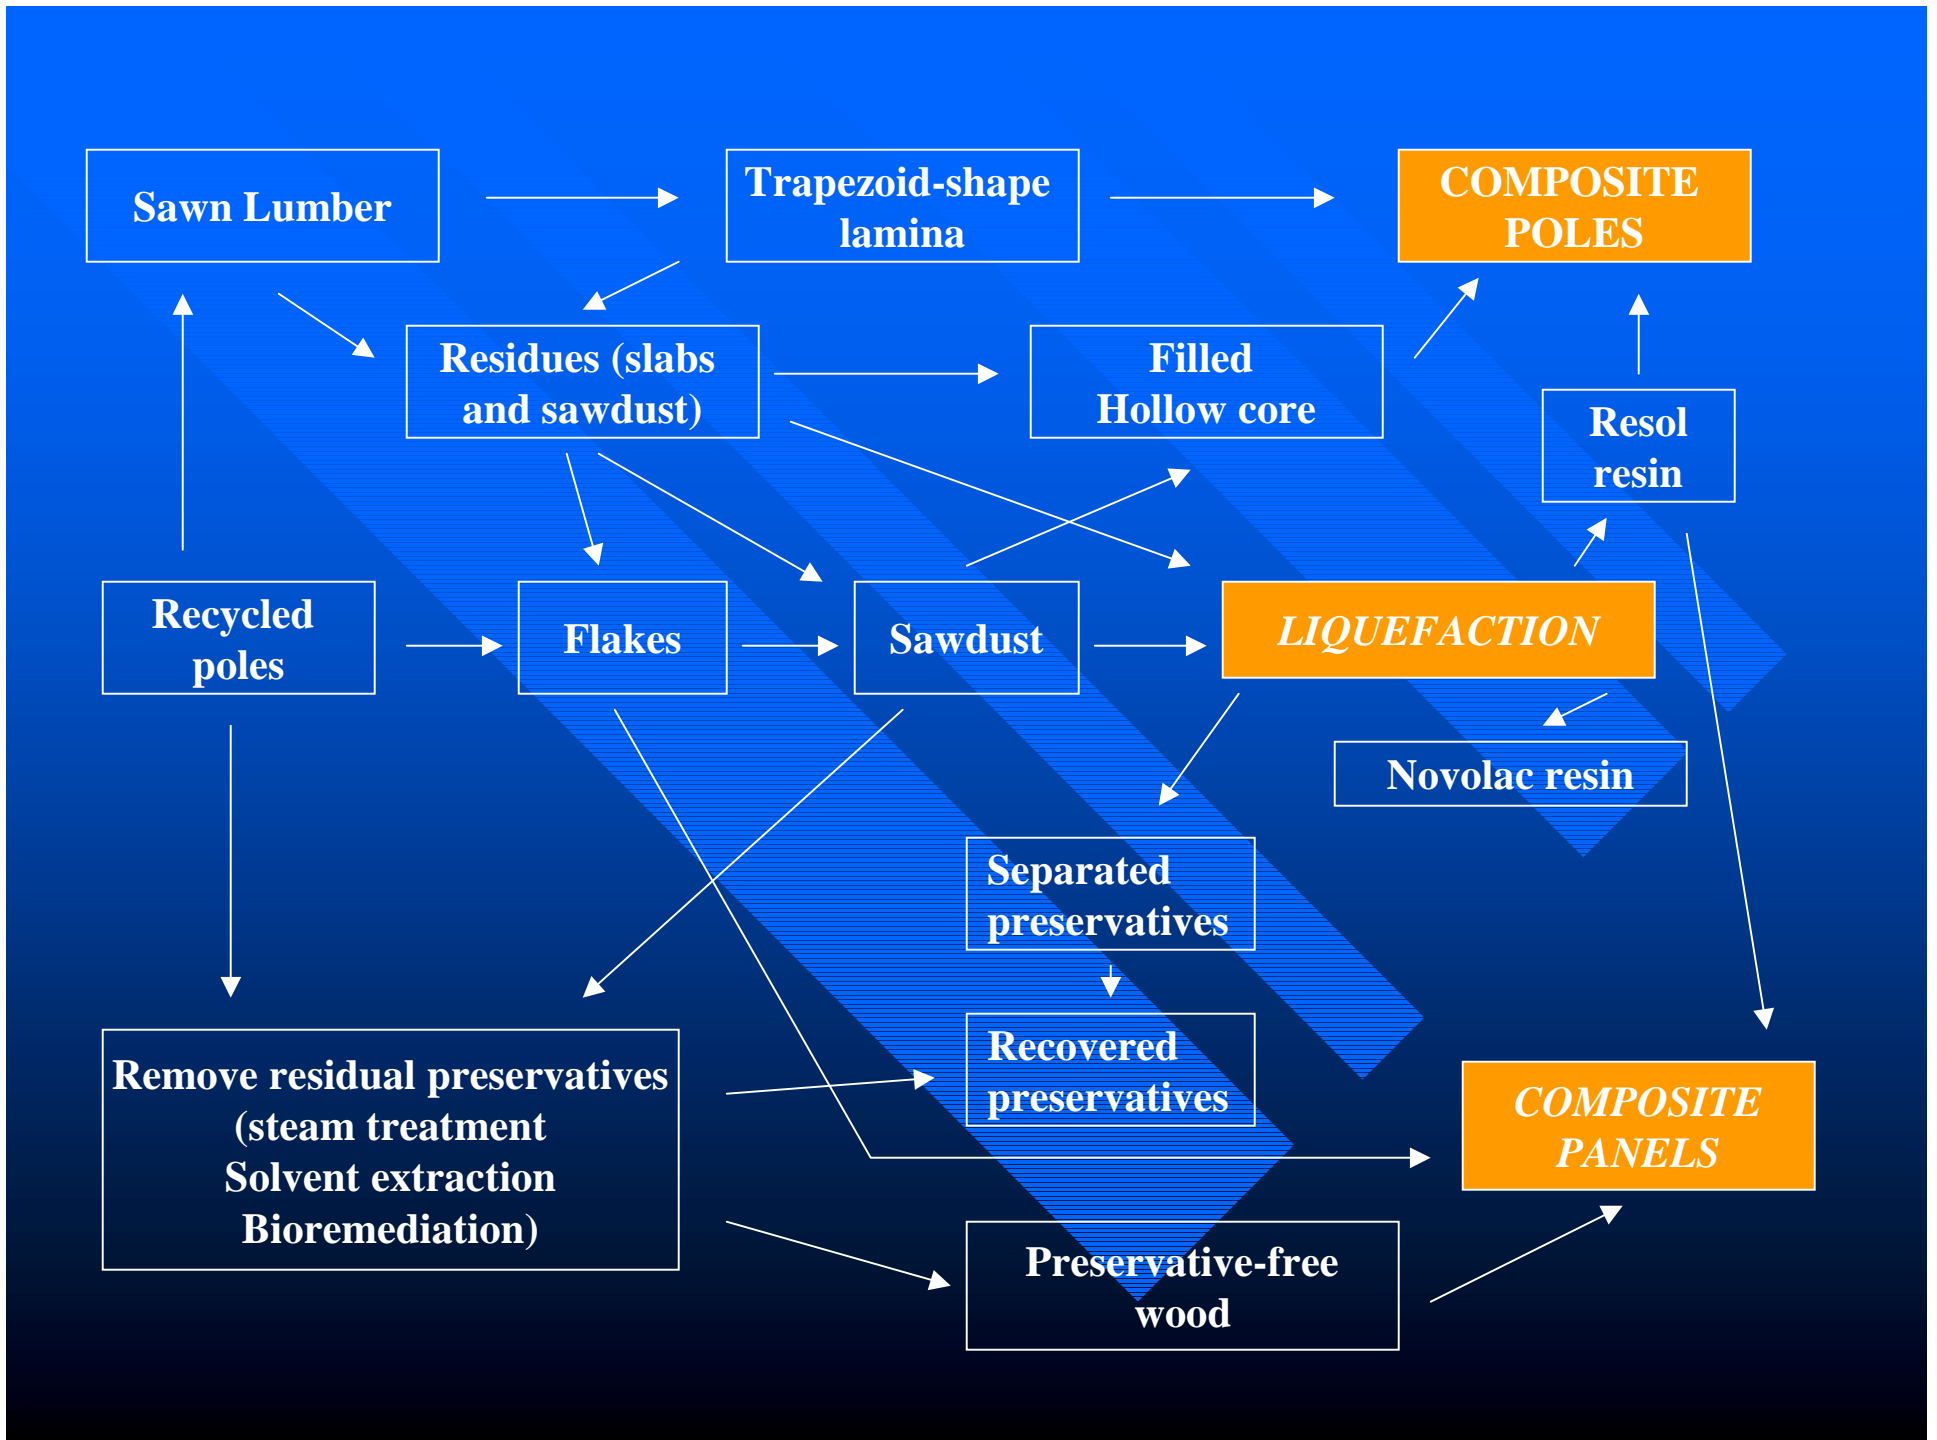 Sawn Lumber
Trapezoid-shape
lamina
COMPOSITE
POLES
Residues (slabs
and sawdust)
Filled
Hollow core
Resol
resin
Recycled
poles
Flakes
Sawdust
LIQUEFACTION
Novolac resin
Separated
preservatives
Recovered
preservatives
Remove residual preservatives
(steam treatment
Solvent extraction
Bioremediation)
COMPOSITE
PANELS
Preservative-free
wood